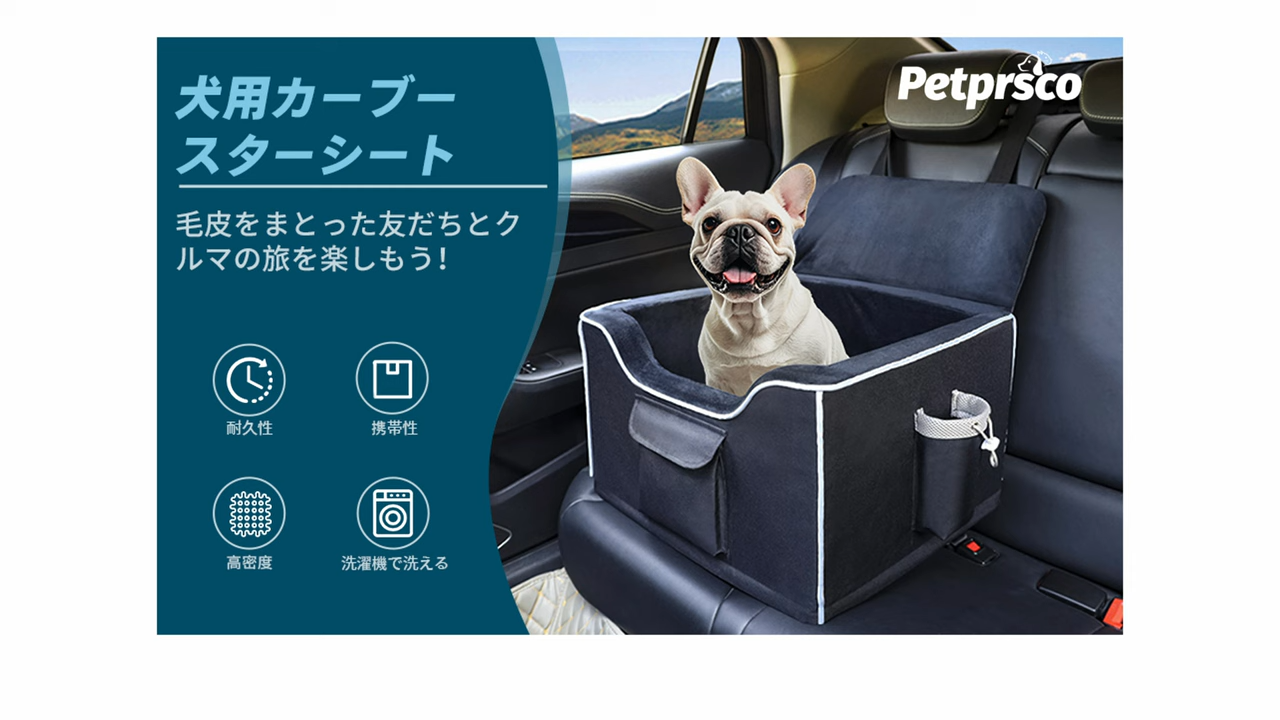 犬用カーブー
スターシート
毛皮をまとった友だちとク
ルマの旅を楽しもう！
耐久性
携帯性
高密度
洗濯機で洗える
Petprsco